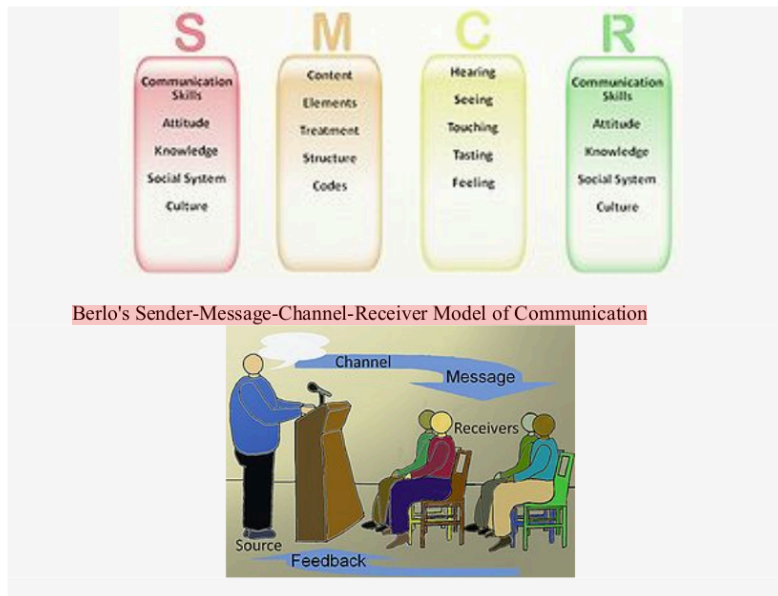 S M C R
Communication Skills
Attitude
Knowledge
Social System
Culture
Content
Elements
Treatment
Structure
Codes
Hearing
Seeing
Touching
Tasting
Feeling
Communication Skills
Attitude
Knowledge
Social System
Culture
Berlo's Sender-Message-Channel-Receiver Model of Communication
Channel
Message
Receivers
Source
Feedback